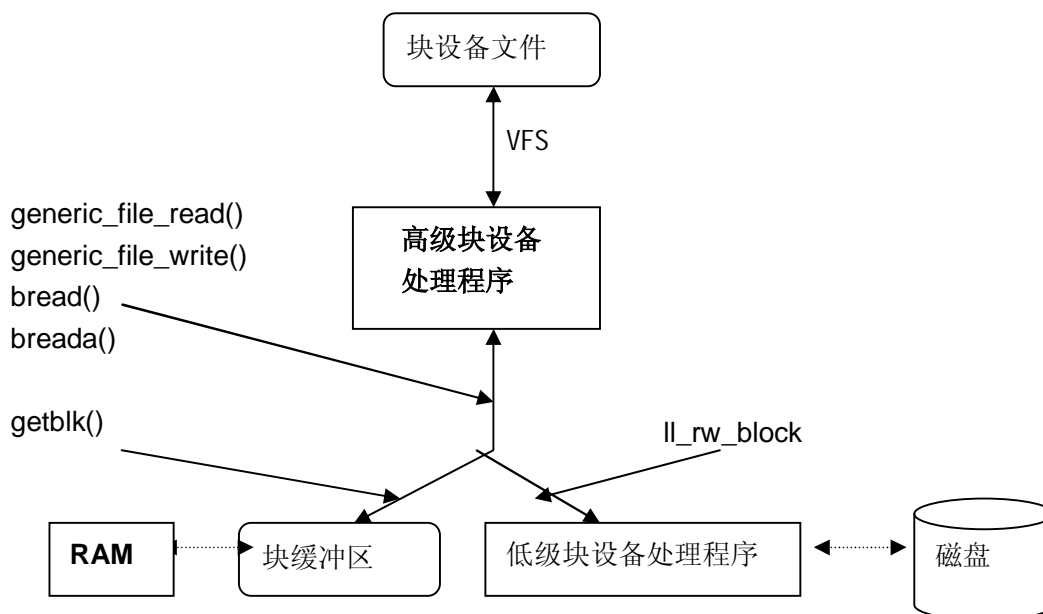 块设备文件
VFS
generic_file_read()
generic_file_write()
bread()
breada()
高级块设备
处理程序
getblk()
ll_rw_block
RAM
块缓冲区
低级块设备处理程序
磁盘